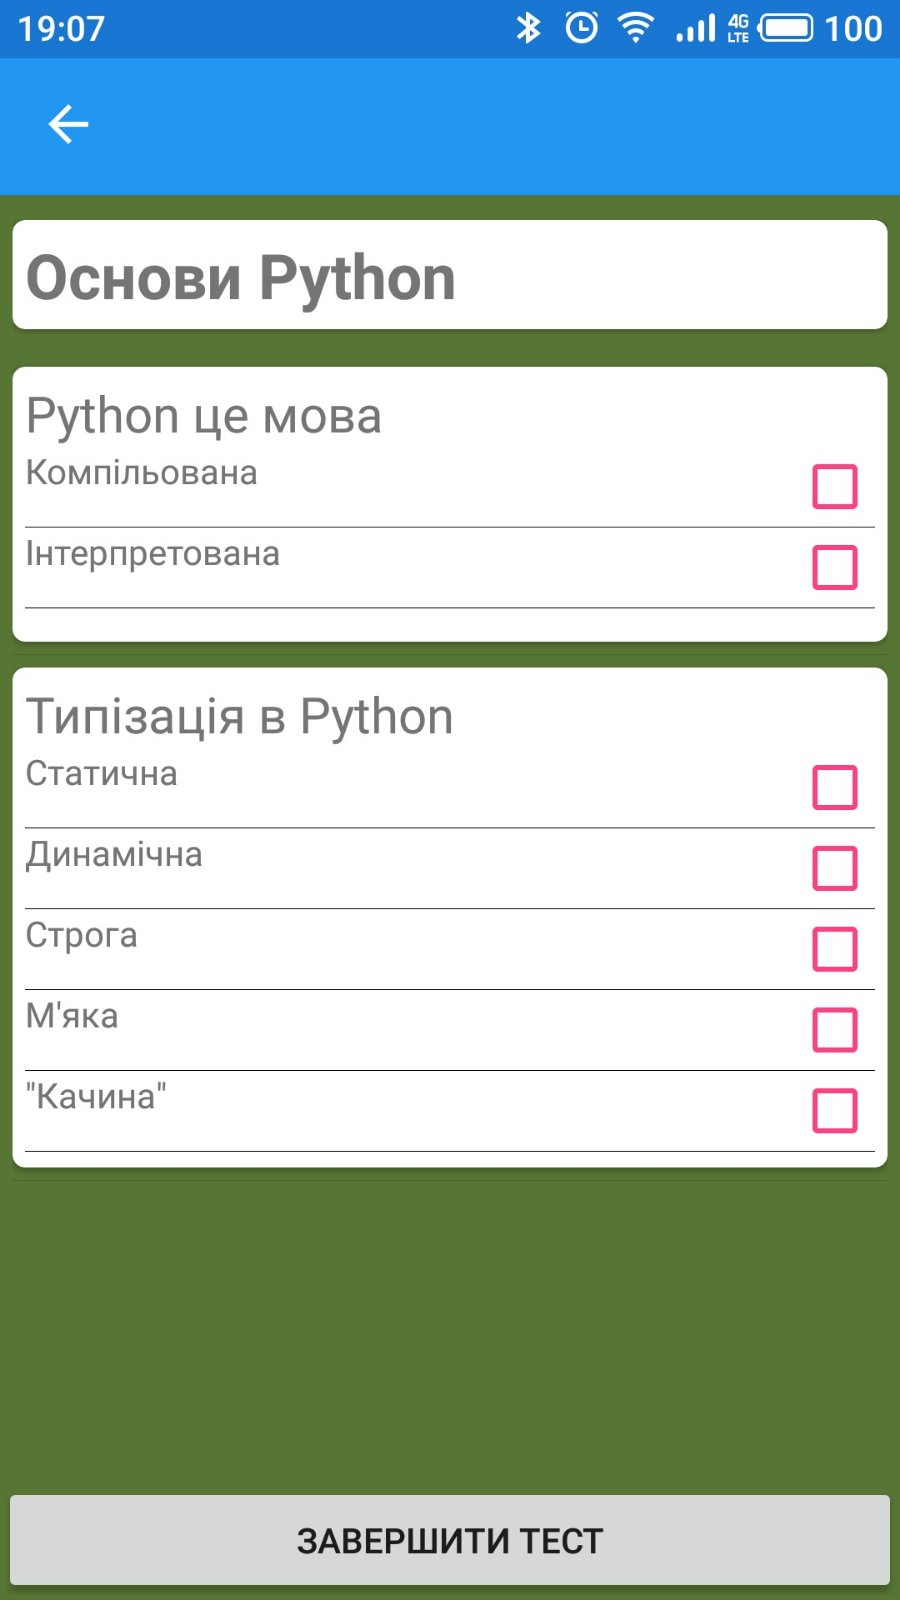 19:07 4G LTE 100
Основи Python
Python це мова
Компільована
Інтерпретована
Типізація в Python
Статична
Динамічна
Строга
М'яка
"Качина"
ЗАВЕРШИТИ ТЕСТ